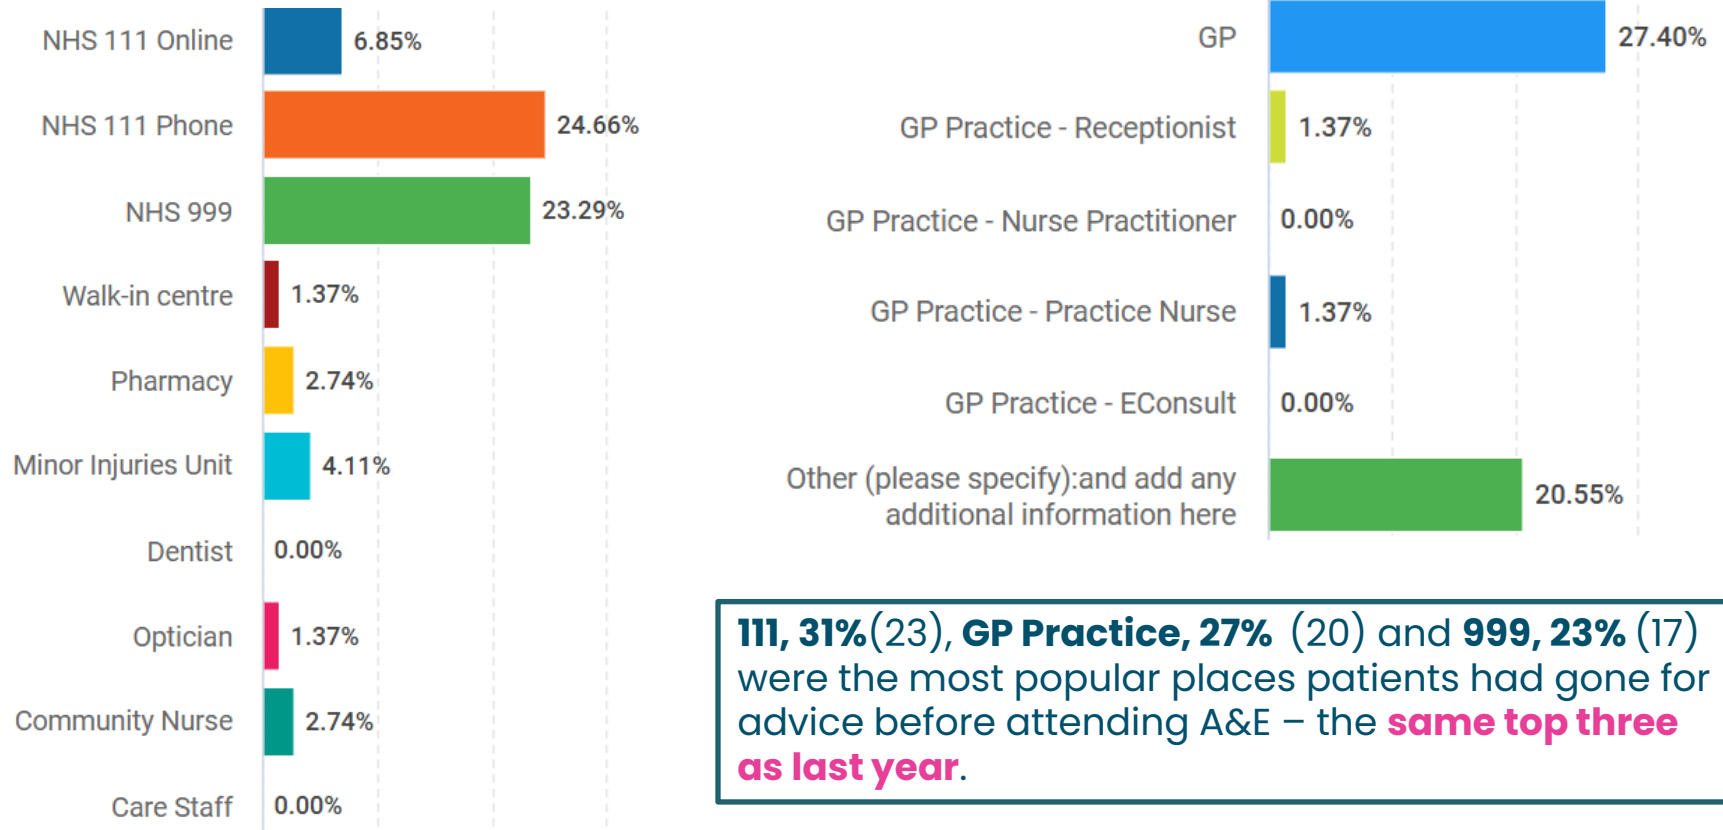 NHS 111 Online 6.85%
NHS 111 Phone 24.66%
NHS 999 23.29%
Walk-in centre 1.37%
Pharmacy 2.74%
Minor Injuries Unit 4.11%
Dentist 0.00%
Optician 1.37%
Community Nurse 2.74%
Care Staff 0.00%
GP 27.40%
GP Practice - Receptionist 1.37%
GP Practice - Nurse Practitioner 0.00%
GP Practice - Practice Nurse 1.37%
GP Practice - EConsult 0.00%
Other (please specify):and add any
additional information here 20.55%
111, 31%(23), GP Practice, 27% (20) and 999, 23% (17)
were the most popular places patients had gone for
advice before attending A&E – the same top three
as last year.